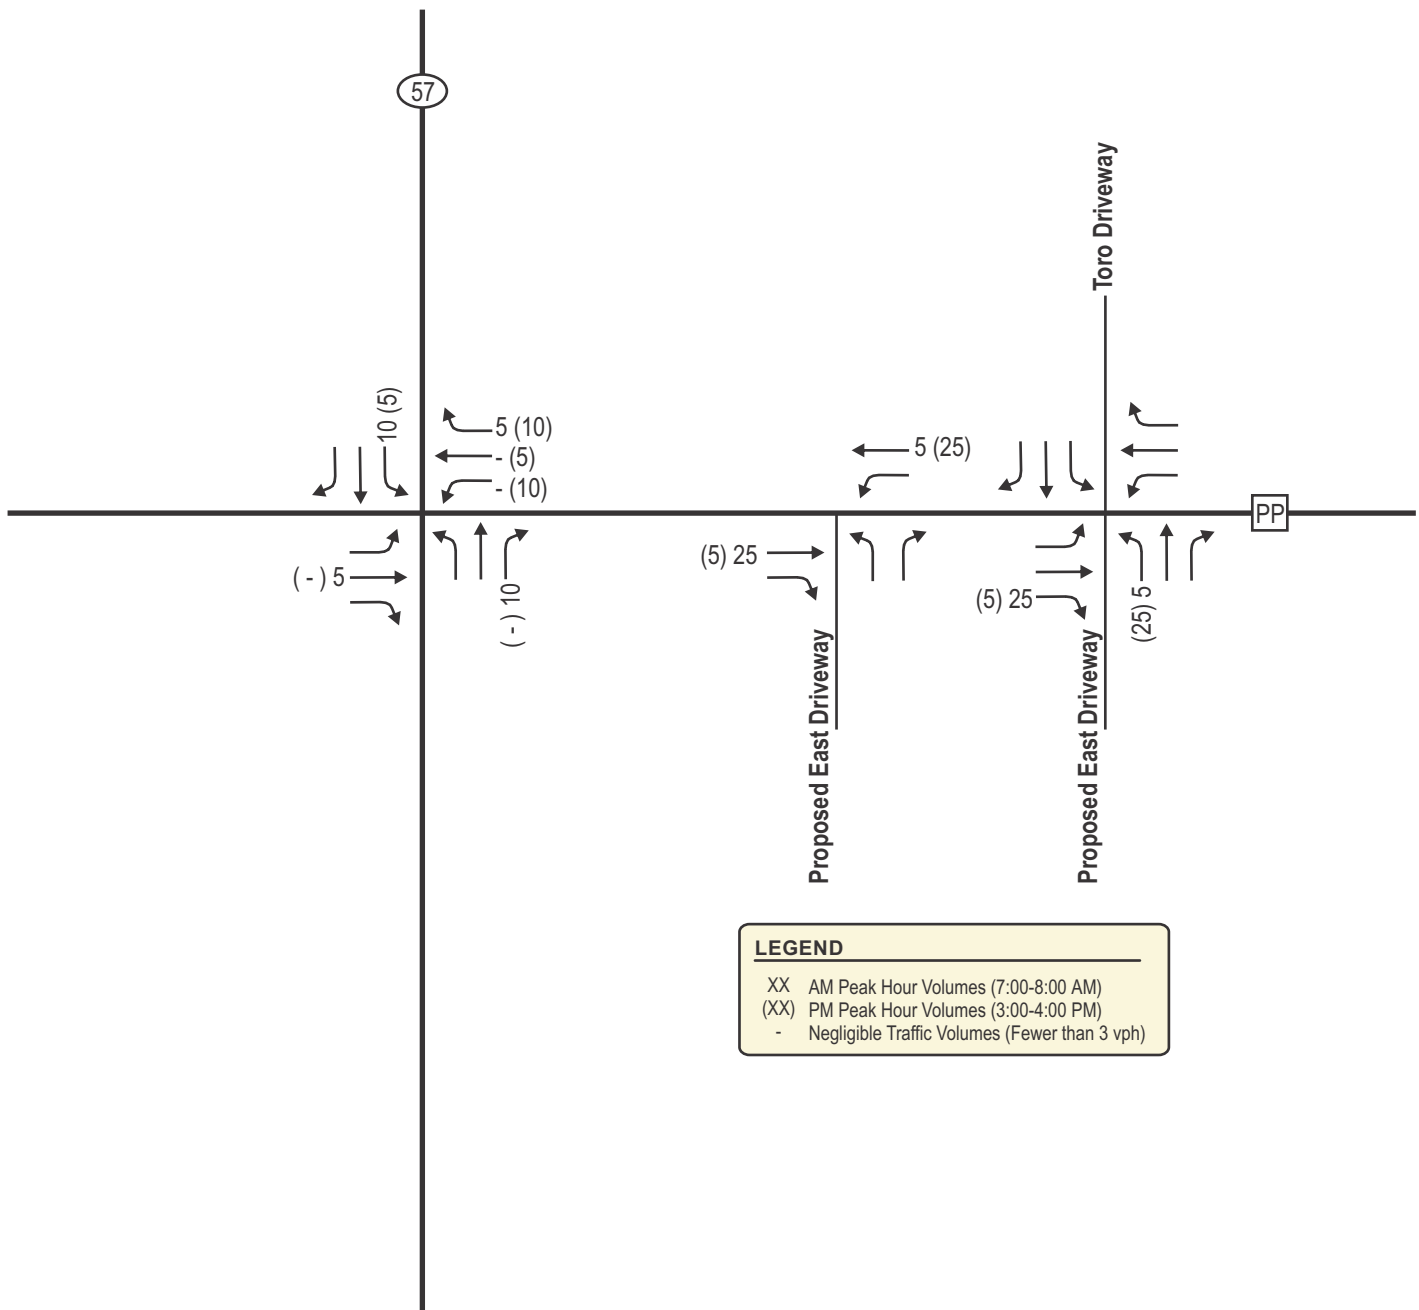 57
Toro Driveway
10 (5)
5 (10)
- (5)
- (10)
5 (25)
PP
( - ) 5
( - ) 10
(5) 25
(5) 25
(25) 5
Proposed East Driveway
Proposed East Driveway
LEGEND
XX AM Peak Hour Volumes (7:00-8:00 AM)
(XX) PM Peak Hour Volumes (3:00-4:00 PM)
- Negligible Traffic Volumes (Fewer than 3 vph)